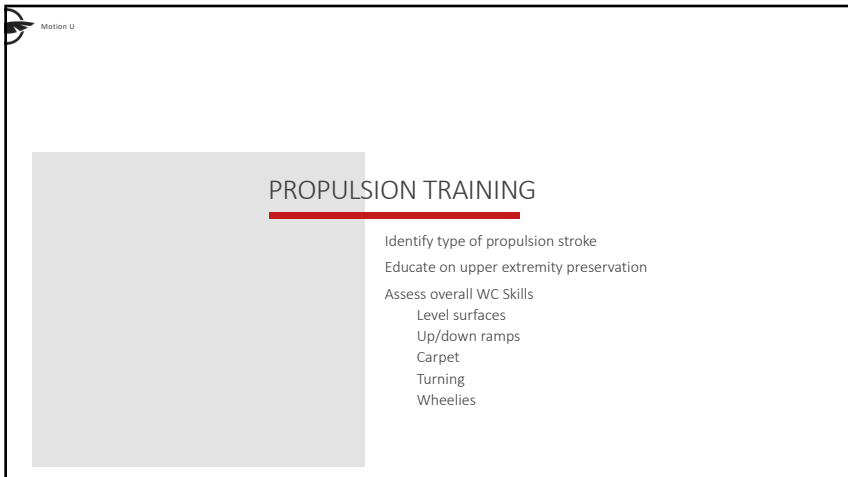 Motion U
PROPULSION TRAINING
Identify type of propulsion stroke
Educate on upper extremity preservation
Assess overall WC Skills
Level surfaces
Up/down ramps
Carpet
Turning
Wheelies